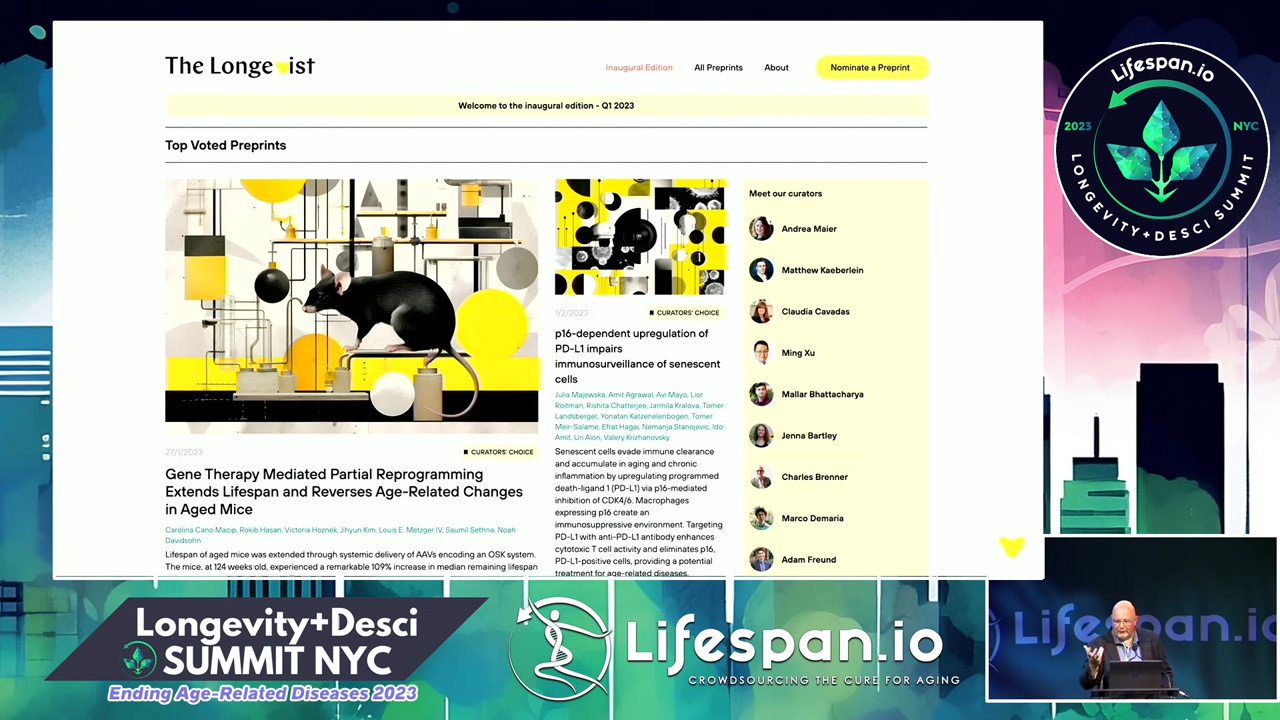 The Longevist
Inaugural Edition
All Preprints
About
Nominate a Preprint
Welcome to the inaugural edition - Q1 2023
Top Voted Preprints
27/1/2023
CURATORS' CHOICE
Gene Therapy Mediated Partial Reprogramming
Extends Lifespan and Reverses Age-Related Changes
in Aged Mice
Carolina Cano Macip, Rokib Hasan, Victoria Hoznek, Jihyun Kim, Louis E. Metzger IV, Saumil Sethna, Noah
Davidsohn
Lifespan of aged mice was extended through systemic delivery of AAVs encoding an OSK system.
The mice, at 124 weeks old, experienced a remarkable 109% increase in median remaining lifespan
1/2/2023
CURATORS' CHOICE
p16-dependent upregulation of
PD-L1 impairs
immunosurveillance of senescent
cells
Julia Majewska, Amit Agrawal, Avi Mayo, Lior
Roitman, Rishita Chatterjee, Jarmila Kralova, Tomer
Landsberger, Yonatan Katzenelenbogen, Tomer
Meir-Salame, Efrat Hagai, Nemanja Stanojevic, Ido
Amit, Uri Alon, Valery Krizhanovsky
Senescent cells evade immune clearance
and accumulate in aging and chronic
inflammation by upregulating programmed
death-ligand 1 (PD-L1) via p16-mediated
inhibition of CDK4/6. Macrophages
expressing p16 create an
immunosuppressive environment. Targeting
PD-L1 with anti-PD-L1 antibody enhances
cytotoxic T cell activity and eliminates p16,
PD-L1-positive cells, providing a potential
treatment for age-related diseases.
Meet our curators
Andrea Maier
Matthew Kaeberlein
Claudia Cavadas
Ming Xu
Mallar Bhattacharya
Jenna Bartley
Charles Brenner
Marco Demaria
Adam Freund
Lifespan.io
2023
NYC
LONGEVITY+DESCI SUMMIT
Longevity+Desci
SUMMIT NYC
Ending Age-Related Diseases 2023
Lifespan.io
CROWDSOURCING THE CURE FOR AGING
Lifespan.io